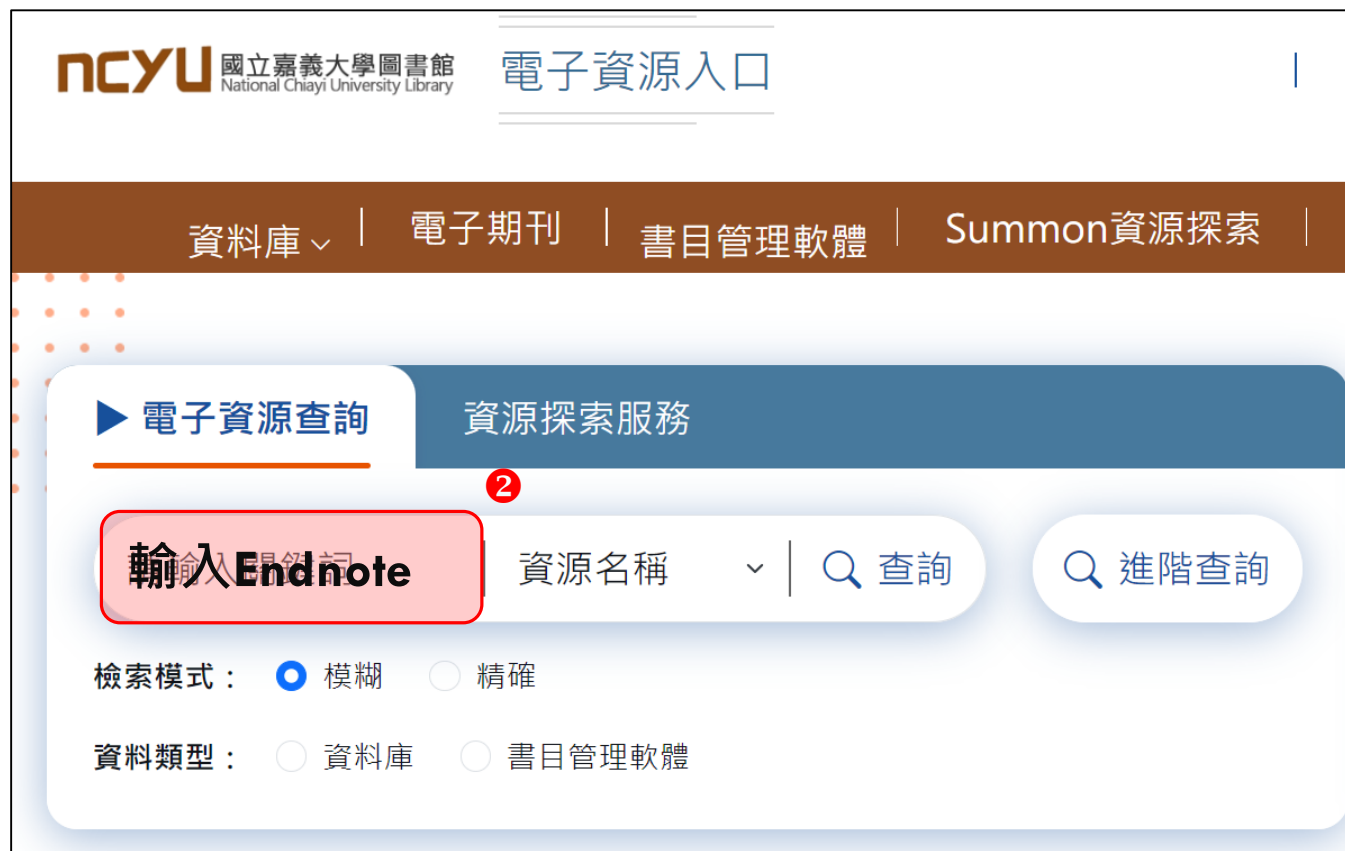 ncyu 國立嘉義大學圖書館 電子資源入口
National Chiayi University Library
資料庫 電子期刊 書目管理軟體 Summon資源探索
電子資源查詢 資源探索服務
2
輸入Endnote 資源名稱 查詢 進階查詢
檢索模式： 模糊 精確
資料類型： 資料庫 書目管理軟體